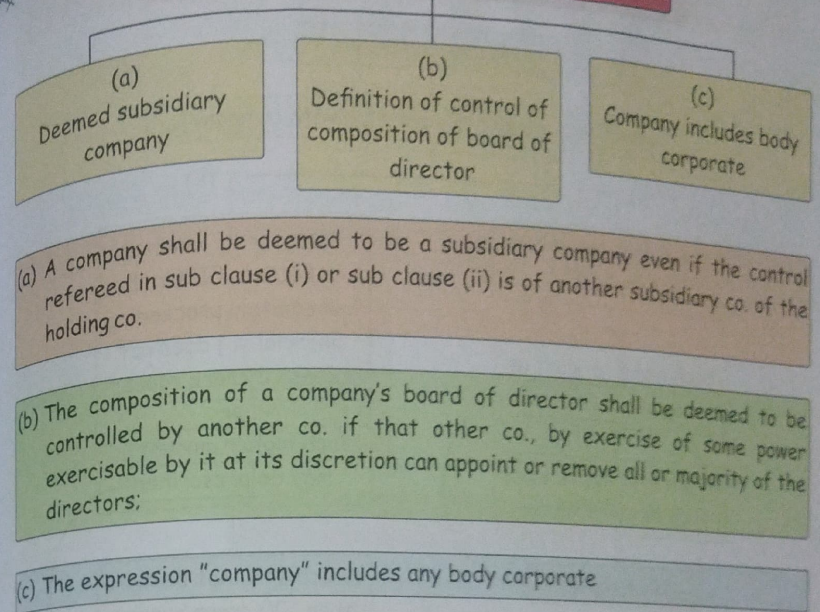 (a)
Deemed subsidiary
company
(b)
Definition of control of
composition of board of
director
(c)
Company includes body
corporate
(a) A company shall be deemed to be a subsidiary company even if the control
refereed in sub clause (i) or sub clause (ii) is of another subsidiary co. of the
holding co.
(b) The composition of a company's board of director shall be deemed to be
controlled by another co. if that other co., by exercise of some power
exercisable by it at its discretion can appoint or remove all or majority of the
directors;
(c) The expression "company" includes any body corporate